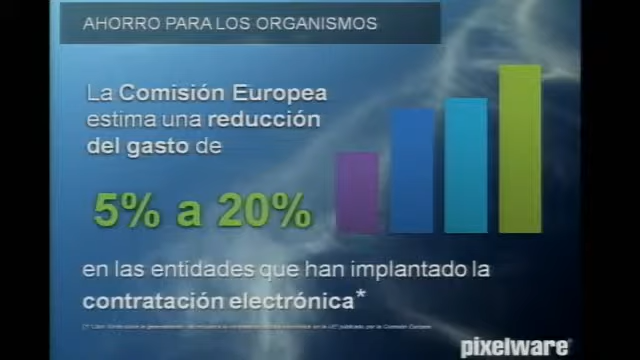 AHORRO PARA LOS ORGANISMOS
La Comisión Europea
estima una reducción
del gasto de
5% a 20%
en las entidades que han implantado la
contratación electrónica*
pixelware